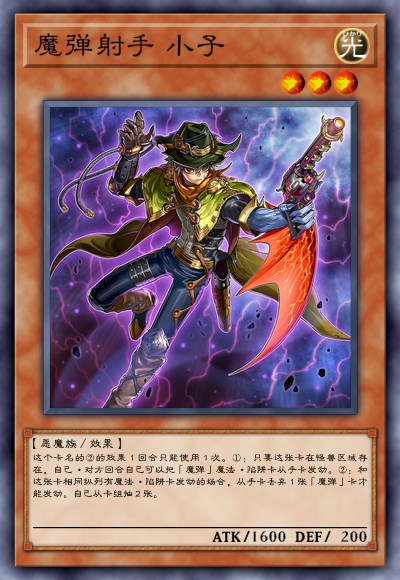 魔弹射手 小子
光
【恶魔族／效果】
这个卡名的②的效果１回合只能使用１次。①：只要这张卡在怪兽区域存
在，自己·对方回合自己可以把「魔弹」魔法·陷阱卡从手卡发动。②：和
这张卡相同纵列有魔法·陷阱卡发动的场合，从手卡丢弃１张「魔弹」卡才
能发动。自己从卡组抽２张。
ATK/1600 DEF/ 200